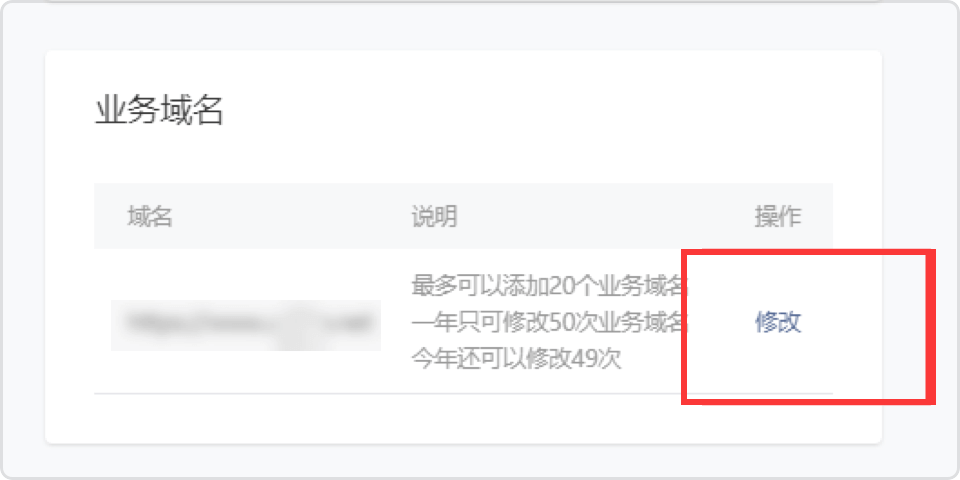 业务域名
域名 说明 操作
最多可以添加20个业务域名
一年只可修改50次业务域名
今年还可以修改49次
修改